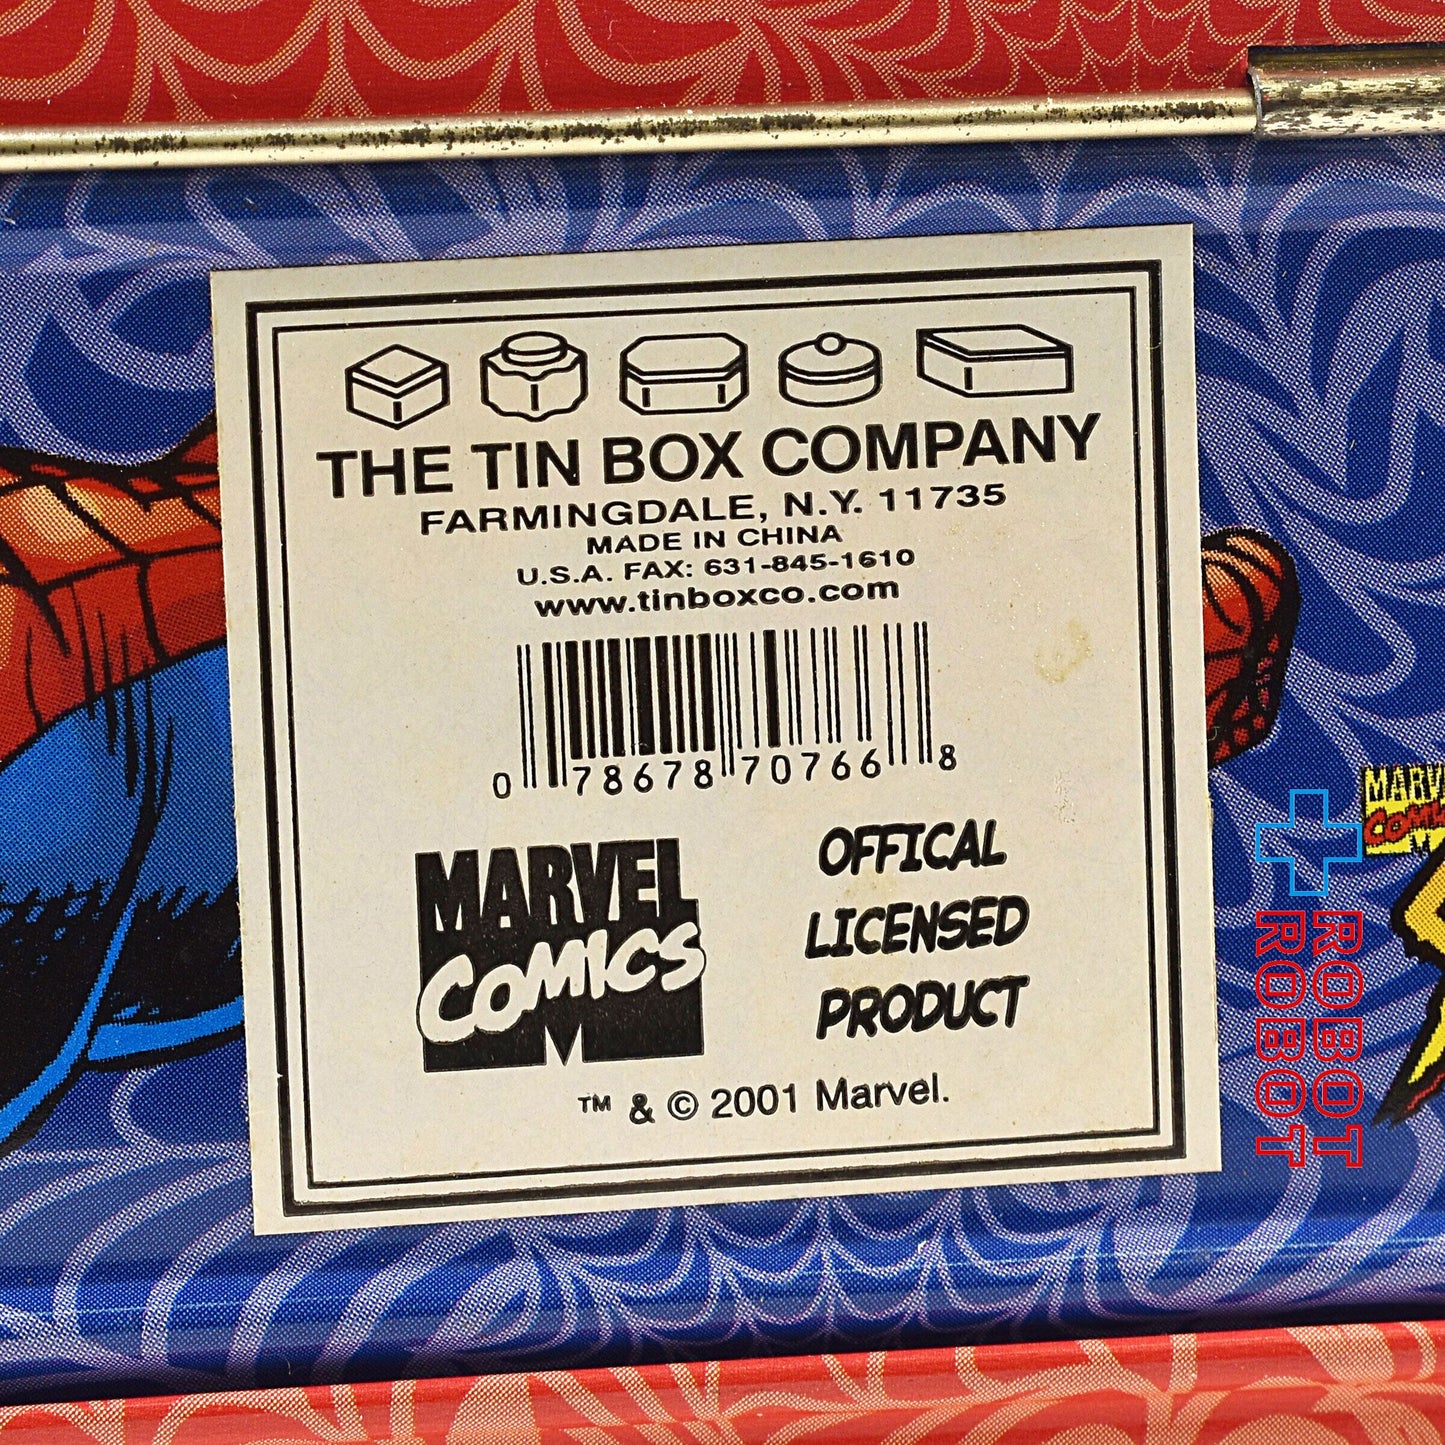 THE TIN BOX COMPANY
FARMINGDALE, N.Y. 11735
MADE IN CHINA
U.S.A. FAX: 631-845-1610
www.tinboxco.com
0 78678 70766 8
MARVEL
COMICS
M
OFFICAL
LICENSED
PRODUCT
™ & © 2001 Marvel.
ROBOT
ROBOT